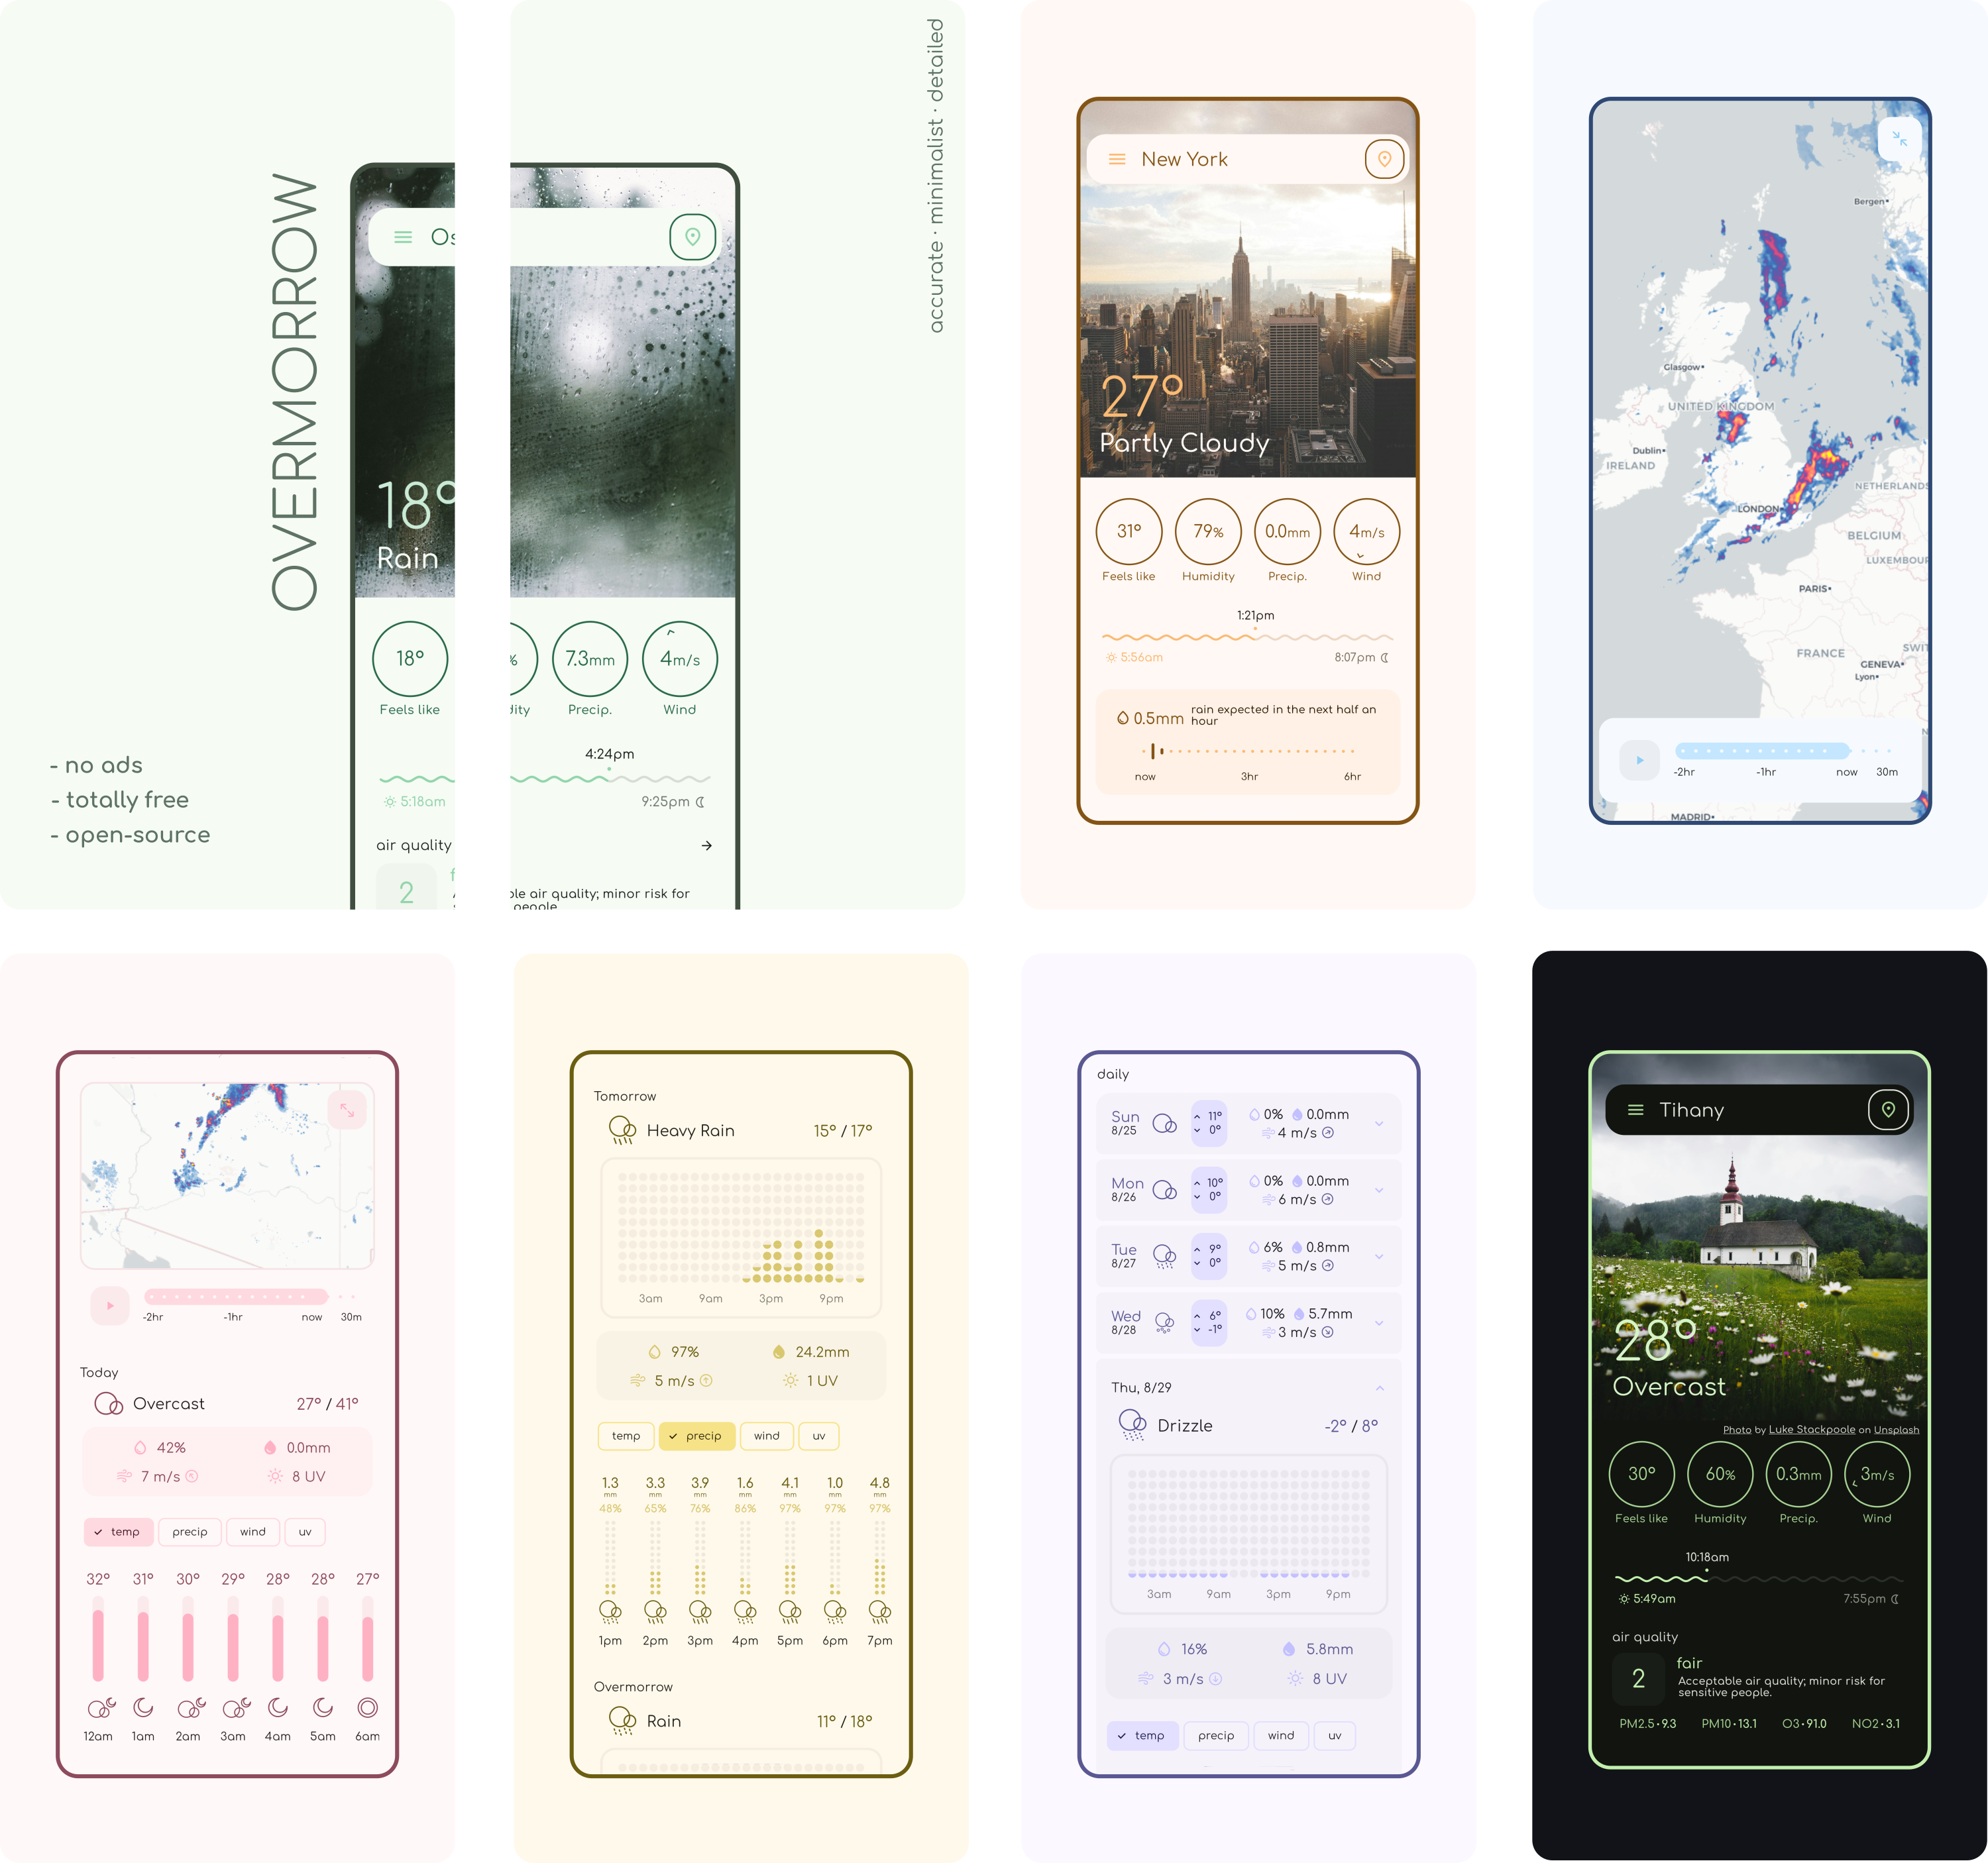 OVERMORROW
- no ads
- totally free
- open-source
Os
18°
Rain
18°
Feels like
5:18am
air quality
2
accurate · minimalist · detailed
%
7.3mm
4m/s
dity
Precip.
Wind
4:24pm
9:25pm
ble air quality; minor risk for
people
New York
27°
Partly Cloudy
31°
79%
0.0mm
4m/s
Feels like
Humidity
Precip.
Wind
1:21pm
5:56am
8:07pm
0.5mm
rain expected in the next half an
hour
now
3hr
6hr
Bergen
Glasgow
UNITED KINGDOM
Dublin
IRELAND
NETHERLANDS
LONDON
BELGIUM
LUXEMBOUR
PARIS
FRANCE
SWIT
GENEVA
Lyon
N
-2hr
-1hr
now
30m
MADRID
-2hr
-1hr
now
30m
Today
Overcast
27° / 41°
42%
0.0mm
7 m/s
8 UV
temp
precip
wind
uv
32°
31°
30°
29°
28°
28°
27°
12am
1am
2am
3am
4am
5am
6am
Tomorrow
Heavy Rain
15° / 17°
3am
9am
3pm
9pm
97%
24.2mm
5 m/s
1 UV
temp
precip
wind
uv
1.3
3.3
3.9
1.6
4.1
1.0
4.8
mm
mm
mm
mm
mm
mm
mm
48%
65%
76%
86%
97%
97%
97%
1pm
2pm
3pm
4pm
5pm
6pm
7pm
Overmorrow
Rain
11° / 18°
daily
Sun
8/25
11°
0°
0%
0.0mm
4 m/s
Mon
8/26
10°
0°
0%
0.0mm
6 m/s
Tue
8/27
9°
0°
6%
0.8mm
5 m/s
Wed
8/28
6°
-1°
10%
5.7mm
3 m/s
Thu, 8/29
Drizzle
-2° / 8°
3am
9am
3pm
9pm
16%
5.8mm
3 m/s
8 UV
temp
precip
wind
uv
Tihany
28°
Overcast
Photo by Luke Stackpoole on Unsplash
30°
60%
0.3mm
3m/s
Feels like
Humidity
Precip.
Wind
10:18am
5:49am
7:55pm
air quality
2
fair
Acceptable air quality; minor risk for
sensitive people.
PM2.5 · 9.3
PM10 · 13.1
O3 · 91.0
NO2 · 3.1